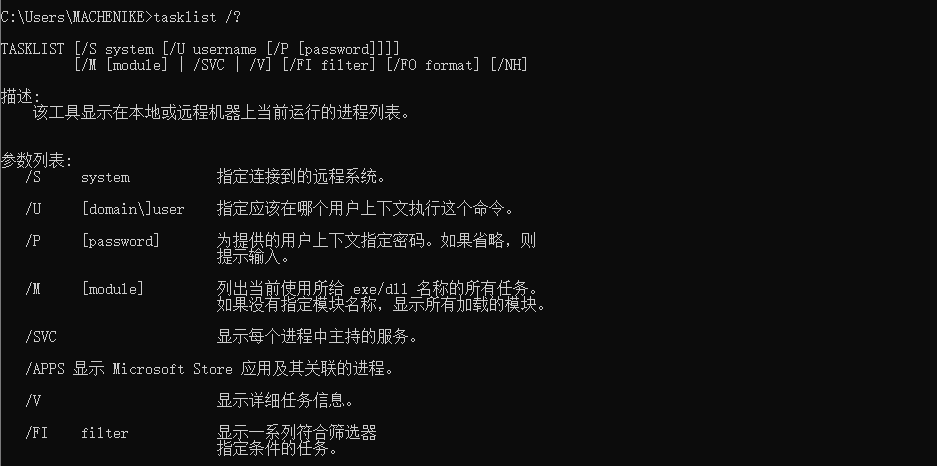 C:\Users\MACHENIKE>tasklist /?
TASKLIST [/S system [/U username [/P [password]]]]
[/M [module] | /SVC | /V] [/FI filter] [/FO format] [/NH]
描述:
该工具显示在本地或远程机器上当前运行的进程列表。
参数列表:
/S system 指定连接到的远程系统。
/U [domain\]user 指定应该在哪个用户上下文执行这个命令。
/P [password] 为提供的用户上下文指定密码。如果省略，则
提示输入。
/M [module] 列出当前使用所给 exe/dll 名称的所有任务。
如果没有指定模块名称，显示所有加载的模块。
/SVC 显示每个进程中主持的服务。
/APPS 显示 Microsoft Store 应用及其关联的进程。
/V 显示详细任务信息。
/FI filter 显示一系列符合筛选器
指定条件的任务。